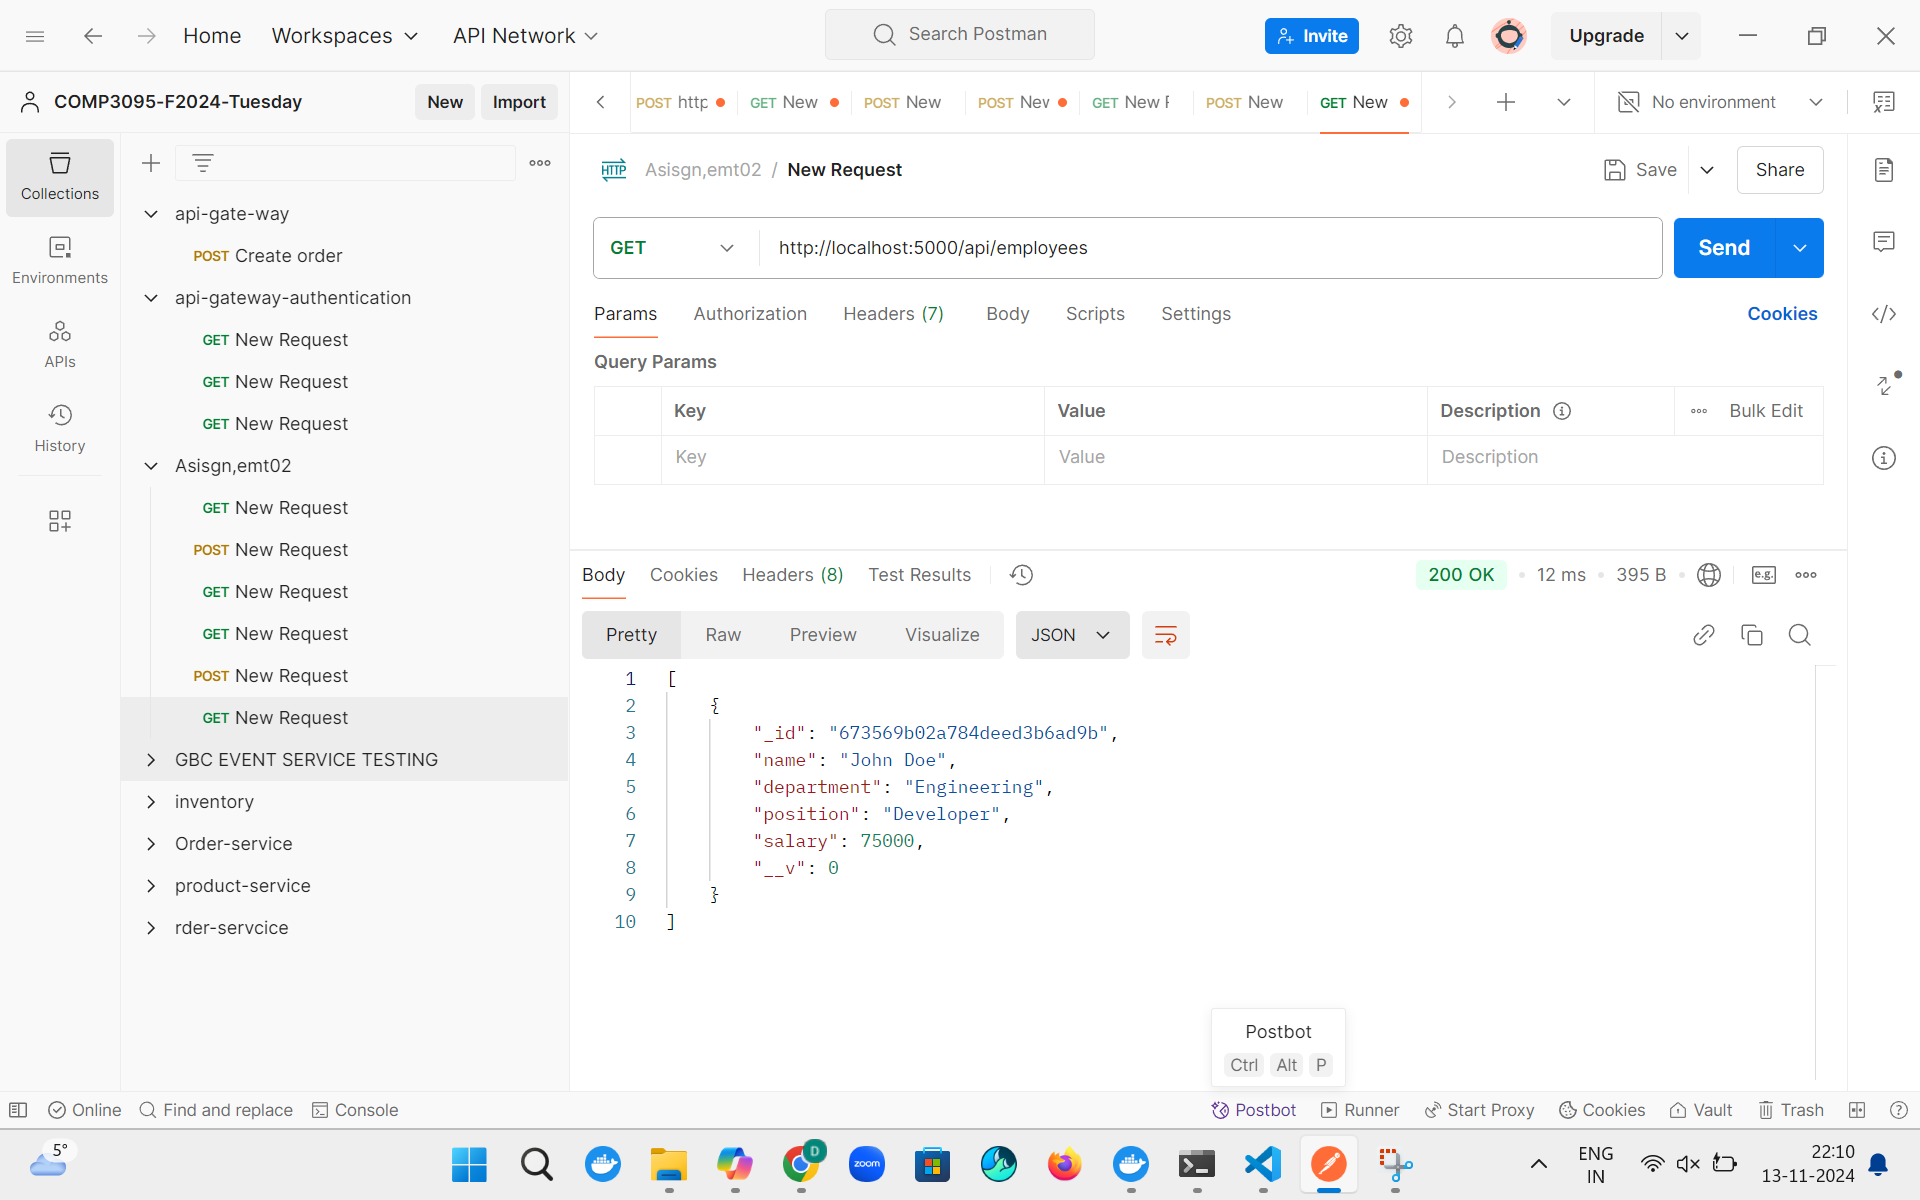 Home Workspaces API Network Search Postman Invite Upgrade
COMP3095-F2024-Tuesday New Import
POST http GET New POST New POST New GET New F POST New GET New No environment
Collections
Environments
APIs
History
api-gate-way
POST Create order
api-gateway-authentication
GET New Request
GET New Request
GET New Request
Asisgn,emt02
GET New Request
POST New Request
GET New Request
GET New Request
POST New Request
GET New Request
GBC EVENT SERVICE TESTING
inventory
Order-service
product-service
rder-servcice
HTTP Asisgn,emt02 / New Request Save Share
GET http://localhost:5000/api/employees Send
Params Authorization Headers (7) Body Scripts Settings Cookies
Query Params
Key Value Description Bulk Edit
Key Value Description
Body Cookies Headers (8) Test Results 200 OK 12 ms 395 B e.g.
Pretty Raw Preview Visualize JSON
1 [
2 {
3 "_id": "673569b02a784deed3b6ad9b",
4 "name": "John Doe",
5 "department": "Engineering",
6 "position": "Developer",
7 "salary": 75000,
8 "__v": 0
9 }
10 ]
Postbot
Ctrl Alt P
Online Find and replace Console Postbot Runner Start Proxy Cookies Vault Trash
5° D zoom ENG 22:10
IN 13-11-2024